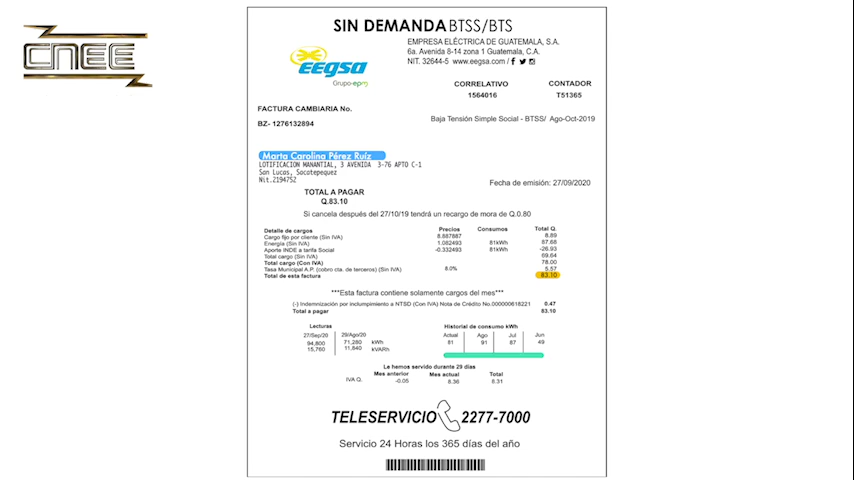 CNEE
SIN DEMANDA BTSS/BTS
EMPRESA ELÉCTRICA DE GUATEMALA, S.A.
6a. Avenida 8-14 zona 1 Guatemala, C.A.
NIT. 32644-5 www.eegsa.com /
eegsa
Grupo-epm
CORRELATIVO CONTADOR
1564016 T51365
FACTURA CAMBIARIA No.
BZ- 1276132894
Baja Tensión Simple Social - BTSS/ Ago-Oct-2019
Marta Carolina Pérez Ruíz
LOTIFICACION MANANTIAL, 3 AVENIDA 3-76 APTO C-1
San Lucas, Sacatepequez
Nit.2194752
Fecha de emisión: 27/09/2020
TOTAL A PAGAR
Q.83.10
Si cancela después del 27/10/19 tendrá un recargo de mora de Q.0.80
Detalle de cargos Precios Consumos Total Q.
Cargo fijo por cliente (Sin IVA) 8.887887 8.89
Energía (Sin IVA) 1.082493 81kWh 87.68
Aporte INDE a tarifa Social -0.332493 81kWh -26.93
Total cargo (Sin IVA) 69.64
Total cargo (Con IVA) 78.00
Tasa Municipal A.P. (cobro cta. de terceros) (Sin IVA) 8.0% 5.57
Total de esta factura 83.10
***Esta factura contiene solamente cargos del mes***
(-) Indemnización por incumpimiento a NTSD (Con IVA) Nota de Crédito No.000000618221 0.47
Total a pagar 83.10
Lecturas Historial de consumo kWh
27/Sep/20 29/Ago/20 Actual Ago Jul Jun
94,800 71,280 kWh 81 91 87 49
15,760 11,840 kVARh
Le hemos servido durante 29 días
Mes anterior Mes actual Total
IVA Q. -0.05 8.36 8.31
TELESERVICIO 2277-7000
Servicio 24 Horas los 365 días del año